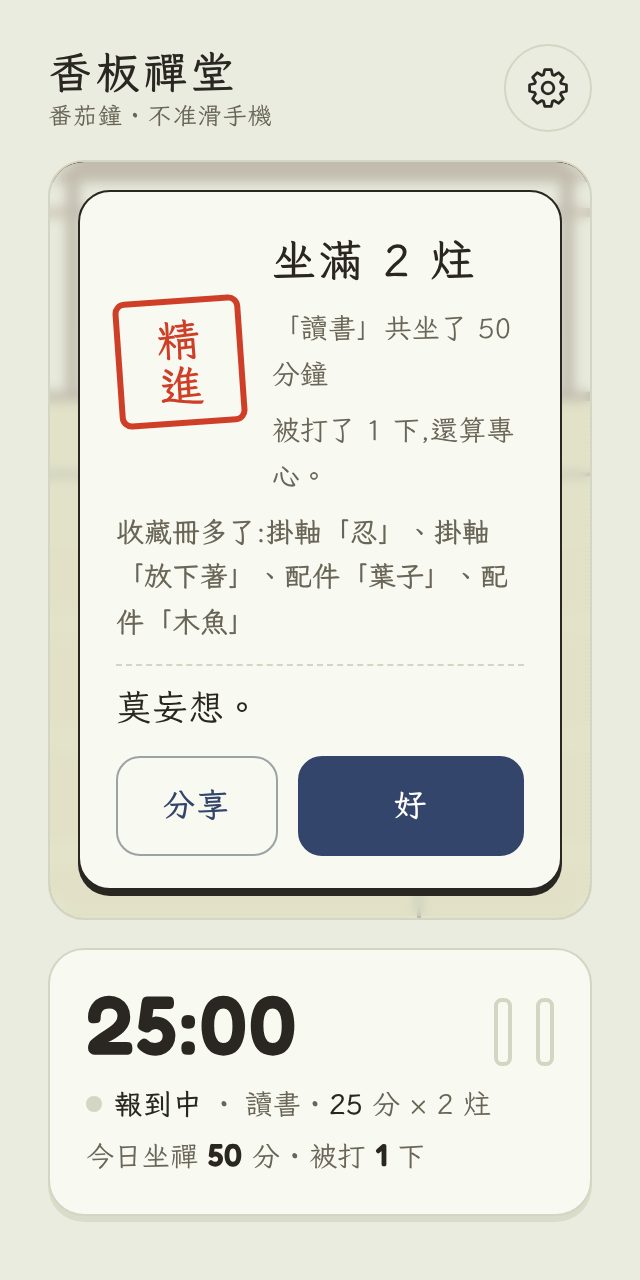 香板禪堂
番茄鐘・不准滑手機
坐滿 2 炷
精
進
「讀書」共坐了 50
分鐘
被打了 1 下,還算專
心。
收藏冊多了:掛軸「忍」、掛軸
「放下著」、配件「葉子」、配
件「木魚」
莫妄想。
分享
好
25:00
報到中 ・ 讀書・25 分 × 2 炷
今日坐禪 50 分・被打 1 下